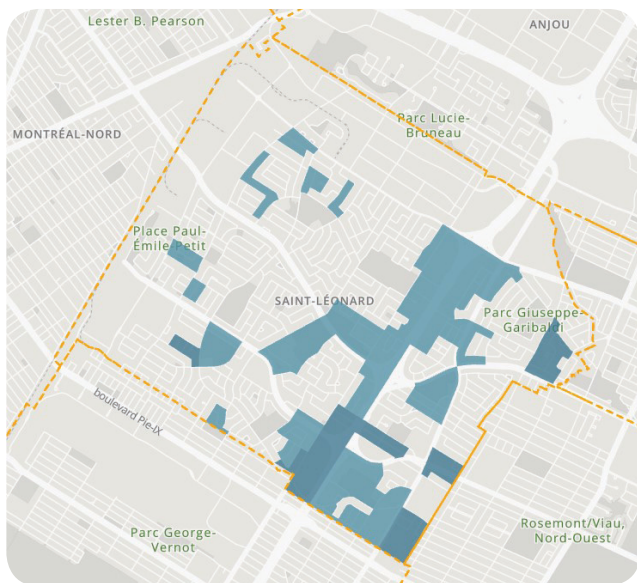 Lester B. Pearson
ANJOU
Parc Lucie-
Bruneau
MONTRÉAL-NORD
Place Paul-
Émile-Petit
SAINT-LÉONARD
Parc Giuseppe-
Garibaldi
boulevard Pie-IX
Parc George-
Vernot
Rosemont/Viau,
Nord-Ouest